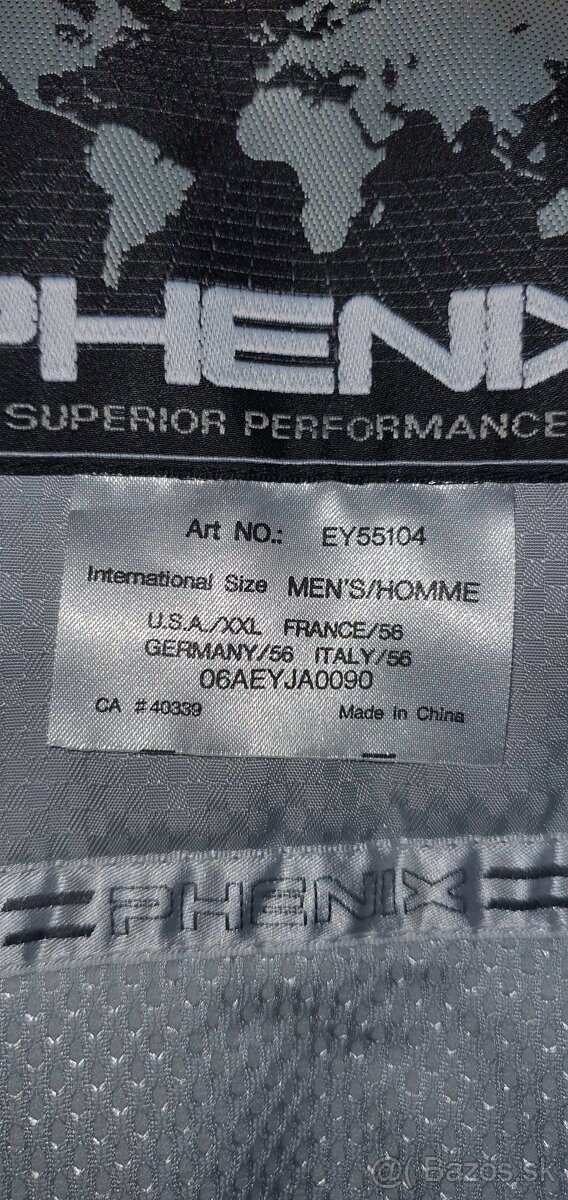 PHENIX
SUPERIOR PERFORMANCE
Art NO.: EY55104
International Size MEN'S/HOMME
U.S.A./XXL FRANCE/56
GERMANY/56 ITALY/56
06AEYJA0090
CA #40339 Made in China
PHENIX
Bazos.sk